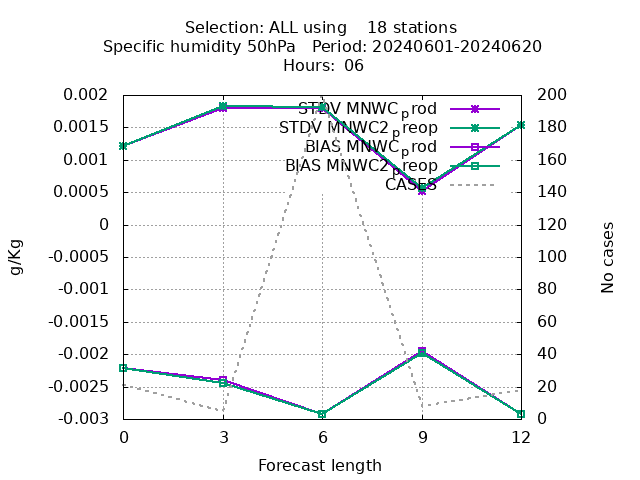 Selection: ALL using    18 stations
Specific humidity 50hPa   Period: 20240601-20240620
Hours:  06
0.002
0.0015
0.001
0.0005
0
-0.0005
-0.001
-0.0015
-0.002
-0.0025
-0.003
200
180
160
140
120
100
80
60
40
20
0
STDV MNWC_prod
STDV MNWC2_preop
BIAS MNWC_prod
BIAS MNWC2_preop
CASES
g/Kg
No cases
0 3 6 9 12
Forecast length